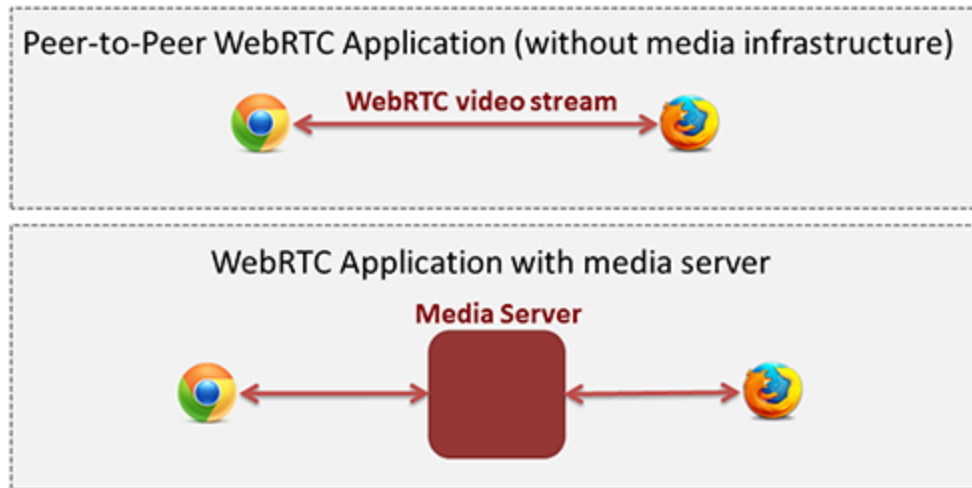 Peer-to-Peer WebRTC Application (without media infrastructure)
WebRTC video stream
WebRTC Application with media server
Media Server